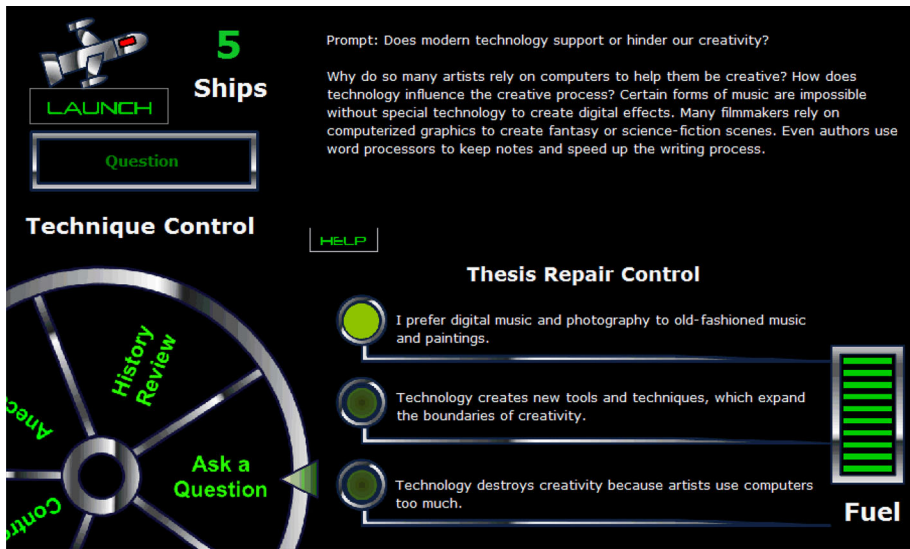 5
Ships
LAUNCH
Question
Technique Control
Prompt: Does modern technology support or hinder our creativity?
Why do so many artists rely on computers to help them be creative? How does
technology influence the creative process? Certain forms of music are impossible
without special technology to create digital effects. Many filmmakers rely on
computerized graphics to create fantasy or science-fiction scenes. Even authors use
word processors to keep notes and speed up the writing process.
HELP
Thesis Repair Control
I prefer digital music and photography to old-fashioned music
and paintings.
Technology creates new tools and techniques, which expand
the boundaries of creativity.
Technology destroys creativity because artists use computers
too much.
Fuel
History
Review
Ask a
Question
Anec
Contro